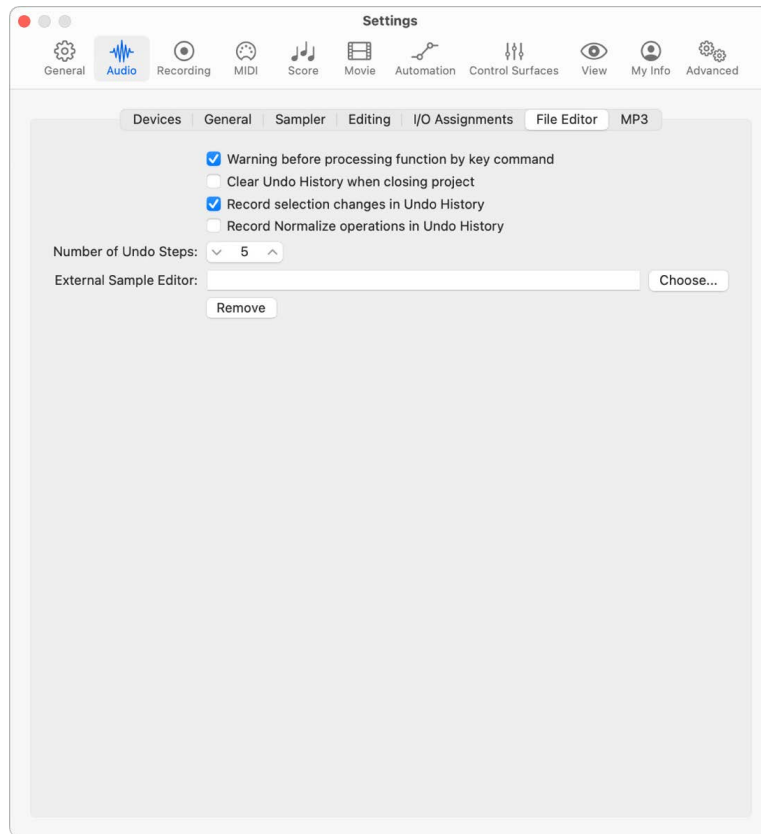 Settings
General Audio Recording MIDI Score Movie Automation Control Surfaces View My Info Advanced
Devices General Sampler Editing I/O Assignments File Editor MP3
Warning before processing function by key command
Clear Undo History when closing project
Record selection changes in Undo History
Record Normalize operations in Undo History
Number of Undo Steps: 5
External Sample Editor: Choose...
Remove